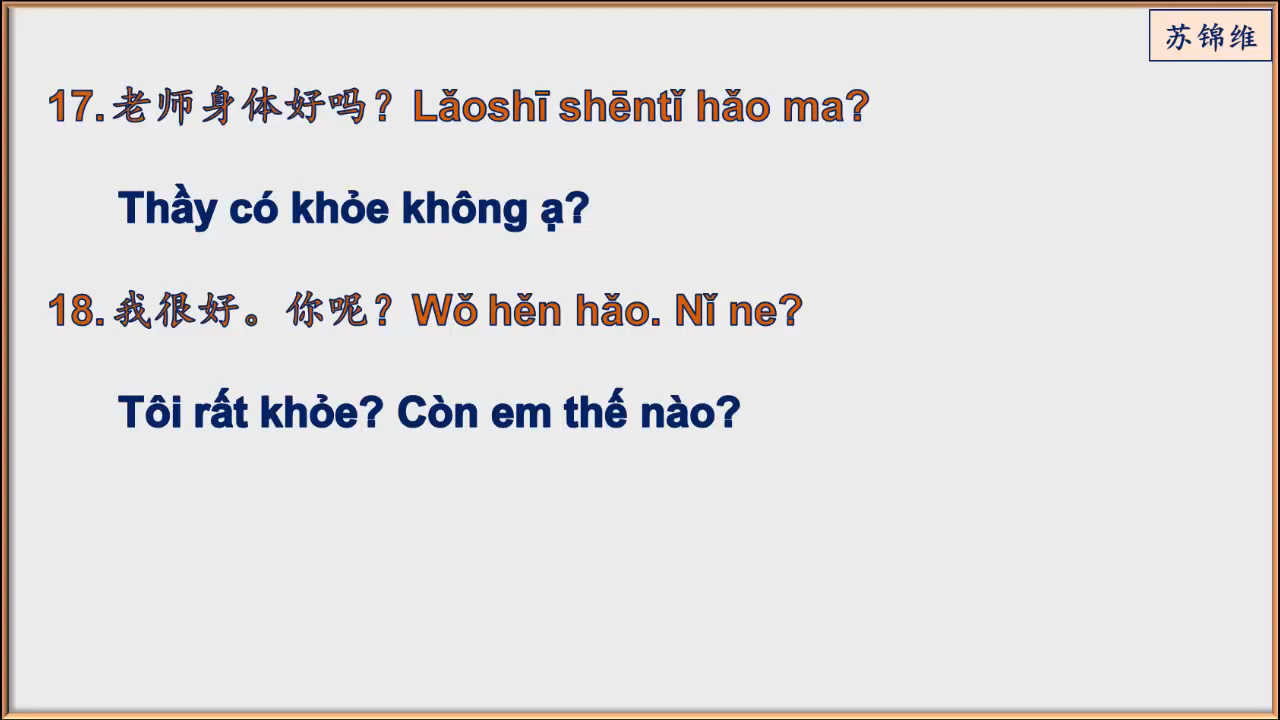 苏锦维
17. 老师身体好吗？ Lǎoshī shēntǐ hǎo ma?
Thầy có khỏe không ạ?
18. 我很好。你呢？ Wǒ hěn hǎo. Nǐ ne?
Tôi rất khỏe? Còn em thế nào?